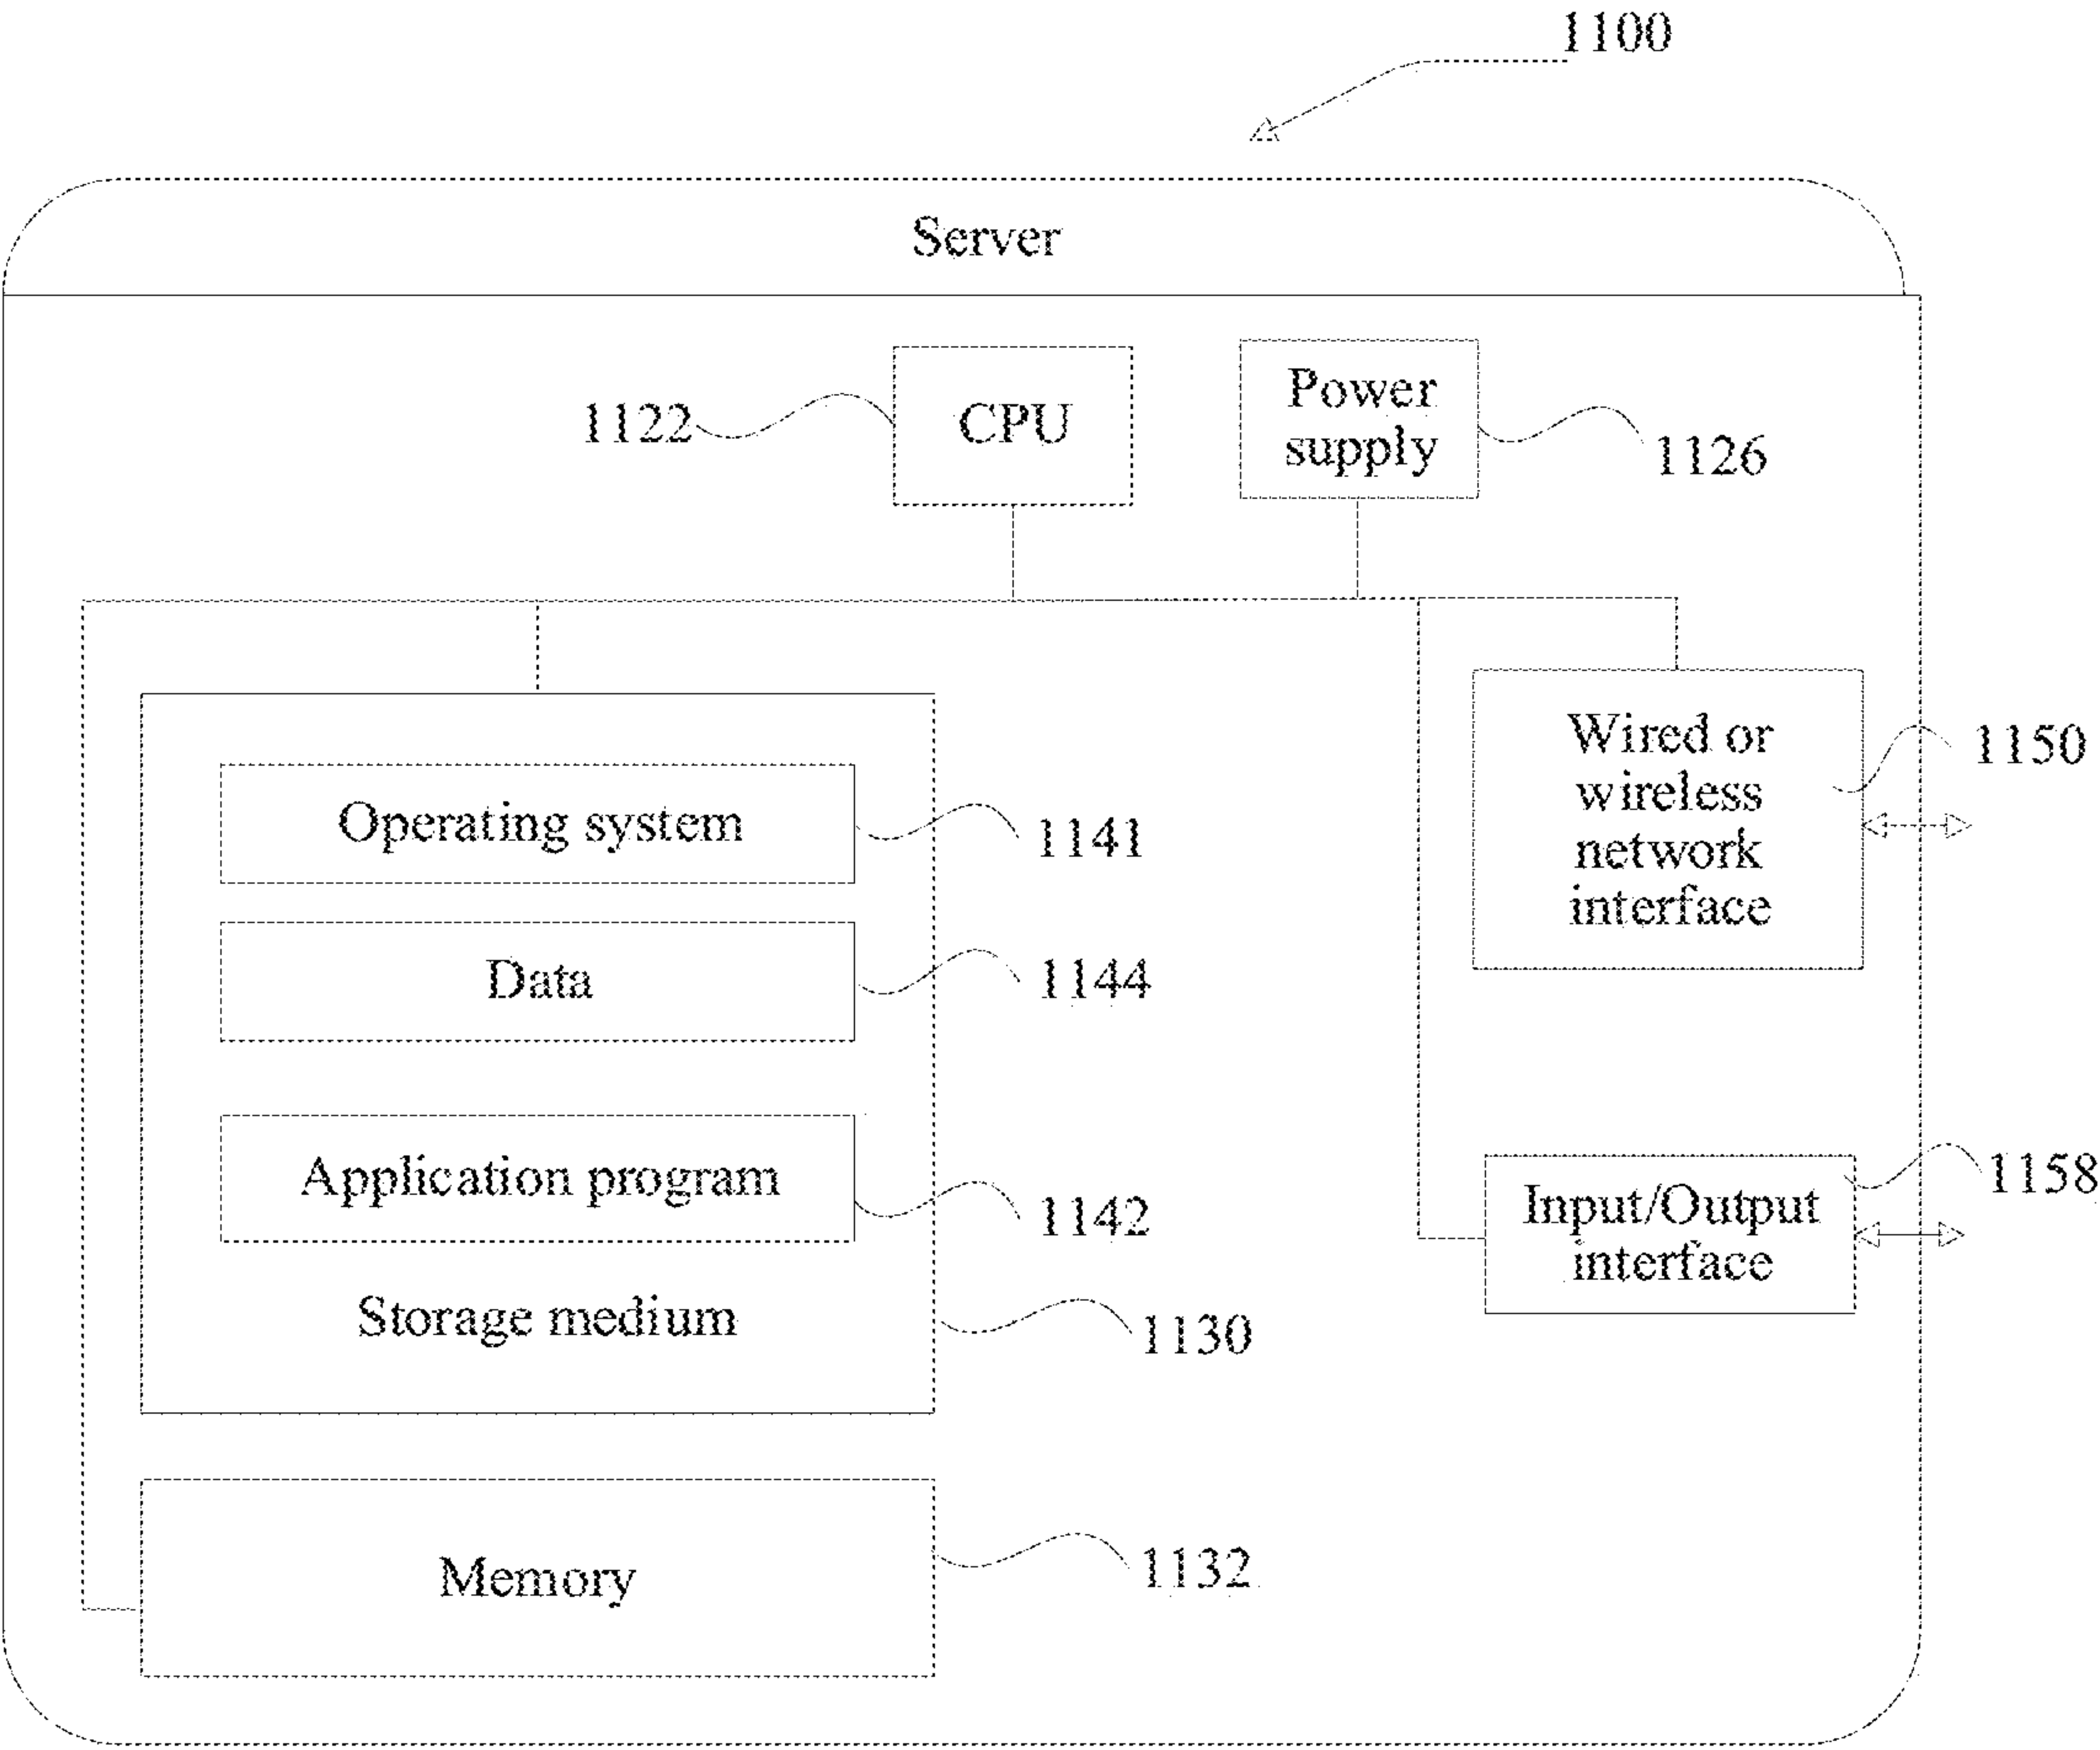 1100
Server
1122
CPU
Power
supply
1126
Operating system
1141
Data
1144
Application program
1142
Storage medium
1130
Memory
1132
Wired or
wireless
network
interface
1150
Input/Output
interface
1158